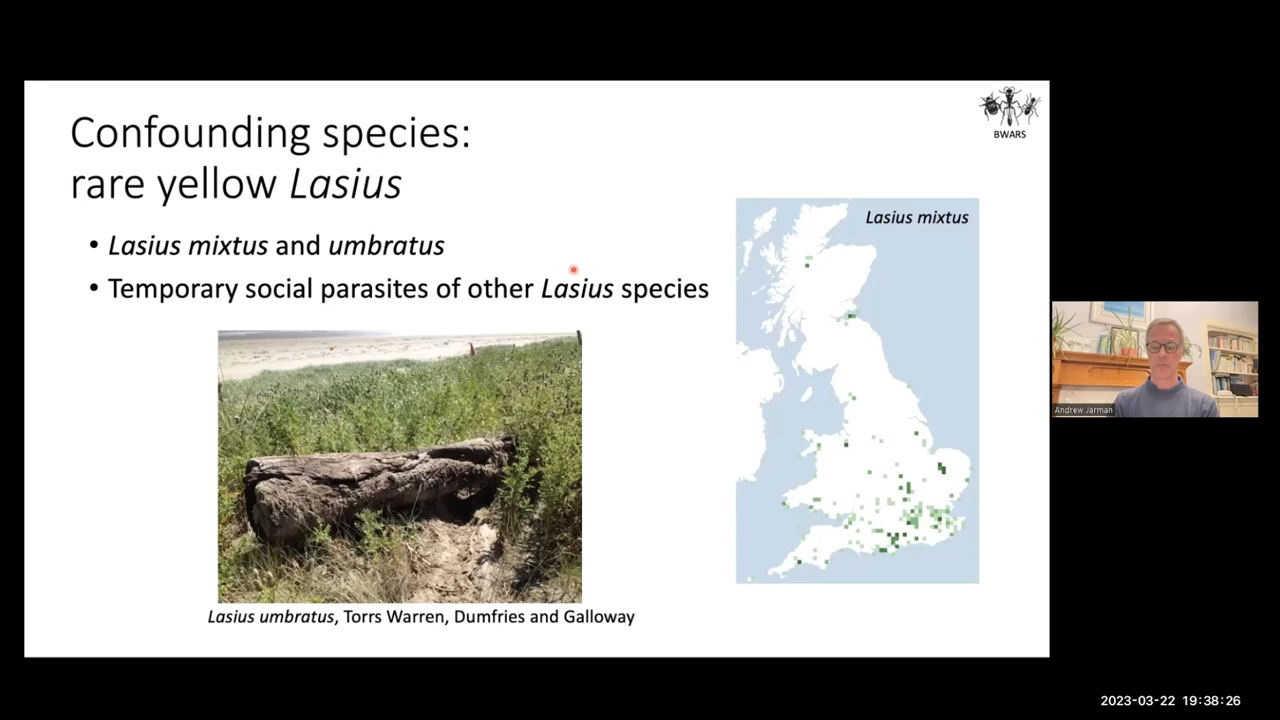 Confounding species:
rare yellow Lasius
BWARS
• Lasius mixtus and umbratus
• Temporary social parasites of other Lasius species
Lasius mixtus
Lasius umbratus, Torrs Warren, Dumfries and Galloway
Andrew Jarman
2023-03-22 19:38:26